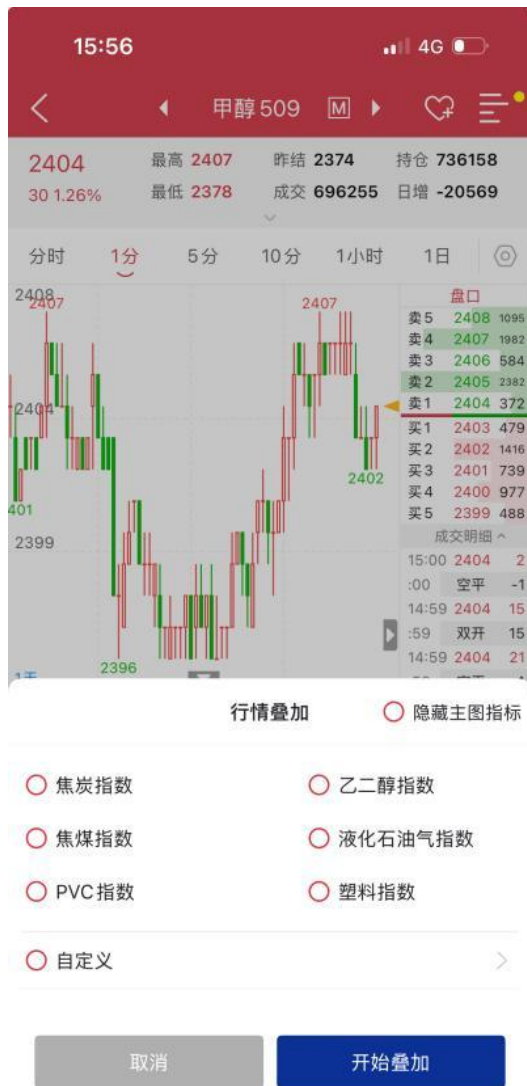 15:56 4G
甲醇509 M
2404 最高 2407 昨结 2374 持仓 736158
30 1.26% 最低 2378 成交 696255 日增 -20569
分时 1分 5分 10分 1小时 1日
2408
2407 2407
2404
2402
401
2399
2396
盘口
卖5 2408 1095
卖4 2407 1982
卖3 2406 584
卖2 2405 2382
卖1 2404 372
买1 2403 479
买2 2402 1416
买3 2401 739
买4 2400 977
买5 2399 488
成交明细
15:00 2404 2
:00 空平 -1
14:59 2404 15
:59 双开 15
14:59 2404 21
行情叠加 隐藏主图指标
焦炭指数 乙二醇指数
焦煤指数 液化石油气指数
PVC指数 塑料指数
自定义
取消 开始叠加